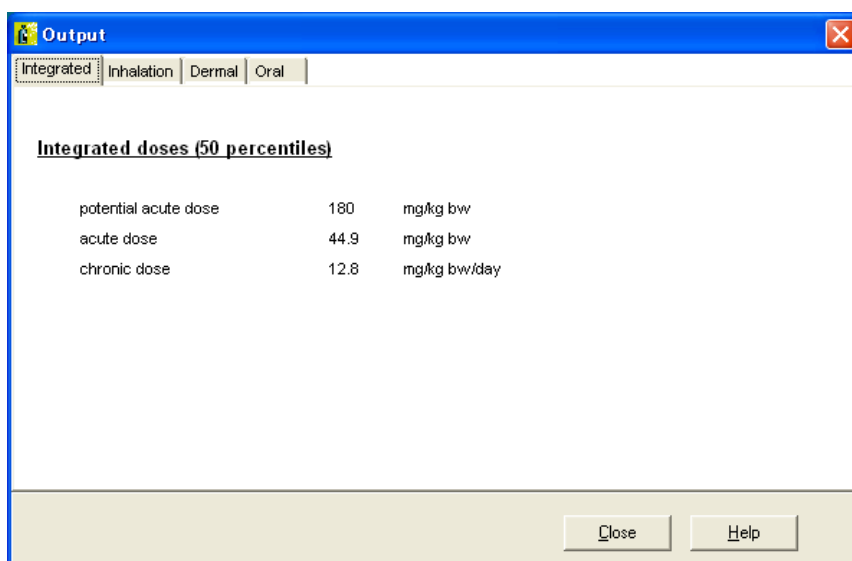 Output
Integrated Inhalation Dermal Oral
Integrated doses (50 percentiles)
potential acute dose 180 mg/kg bw
acute dose 44.9 mg/kg bw
chronic dose 12.8 mg/kg bw/day
Close Help